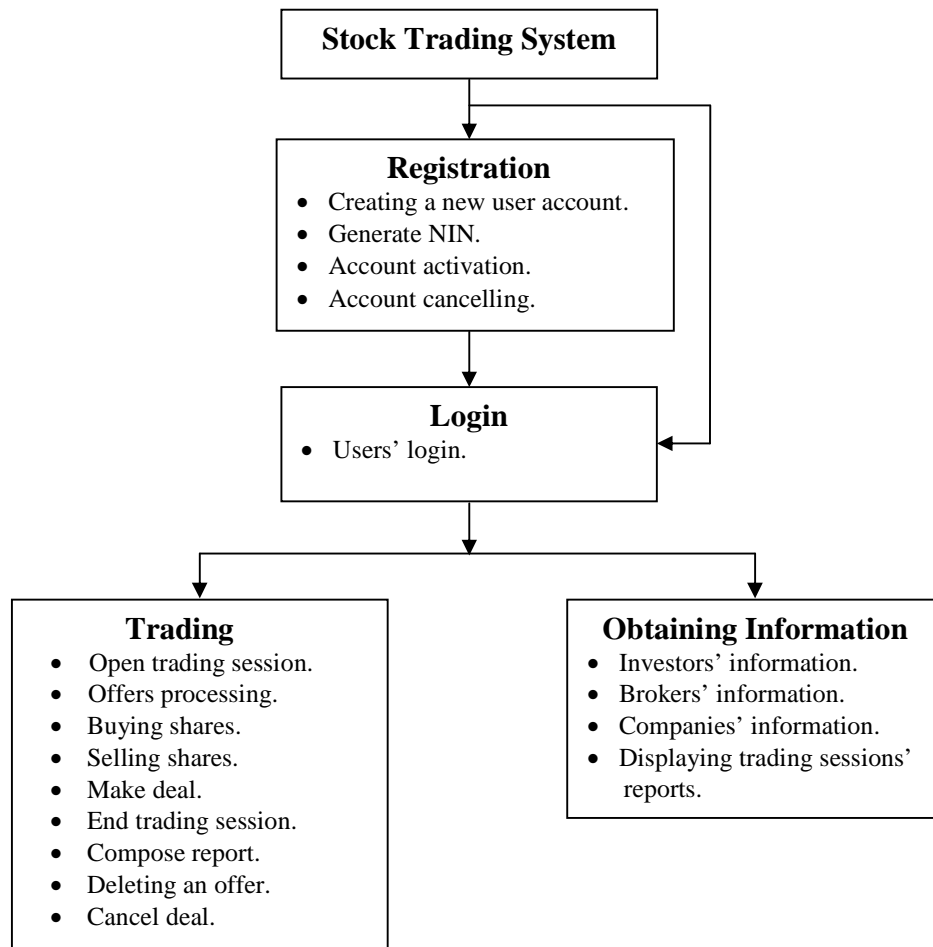 Stock Trading System
Registration
• Creating a new user account.
• Generate NIN.
• Account activation.
• Account cancelling.
Login
• Users’ login.
Trading
• Open trading session.
• Offers processing.
• Buying shares.
• Selling shares.
• Make deal.
• End trading session.
• Compose report.
• Deleting an offer.
• Cancel deal.
Obtaining Information
• Investors’ information.
• Brokers’ information.
• Companies’ information.
• Displaying trading sessions’
reports.